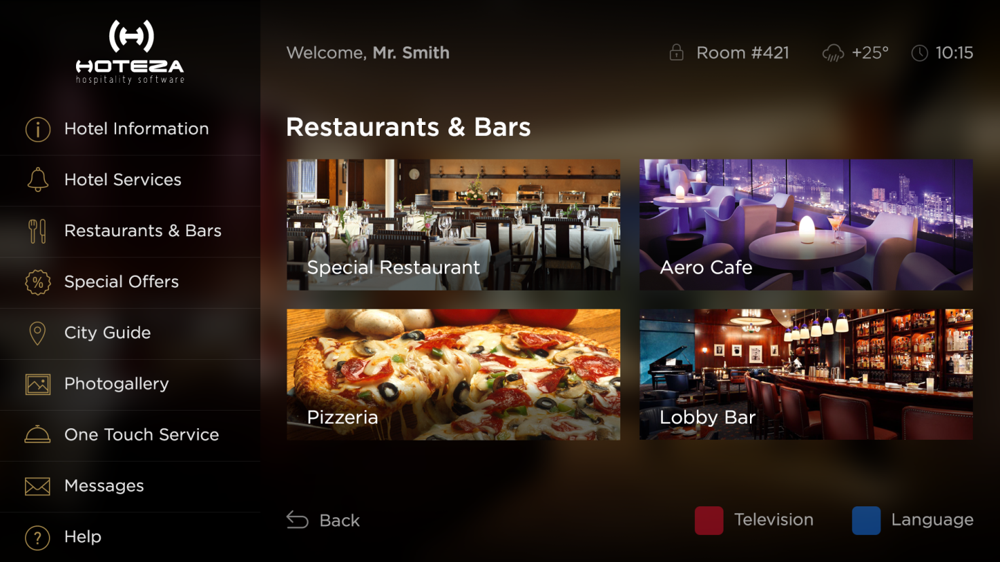 HOTEZA
hospitality software
Welcome, Mr. Smith
Room #421
+25°
10:15
Hotel Information
Hotel Services
Restaurants & Bars
Special Offers
City Guide
Photogallery
One Touch Service
Messages
Help
Restaurants & Bars
Special Restaurant
Aero Cafe
Pizzeria
Lobby Bar
Back
Television
Language